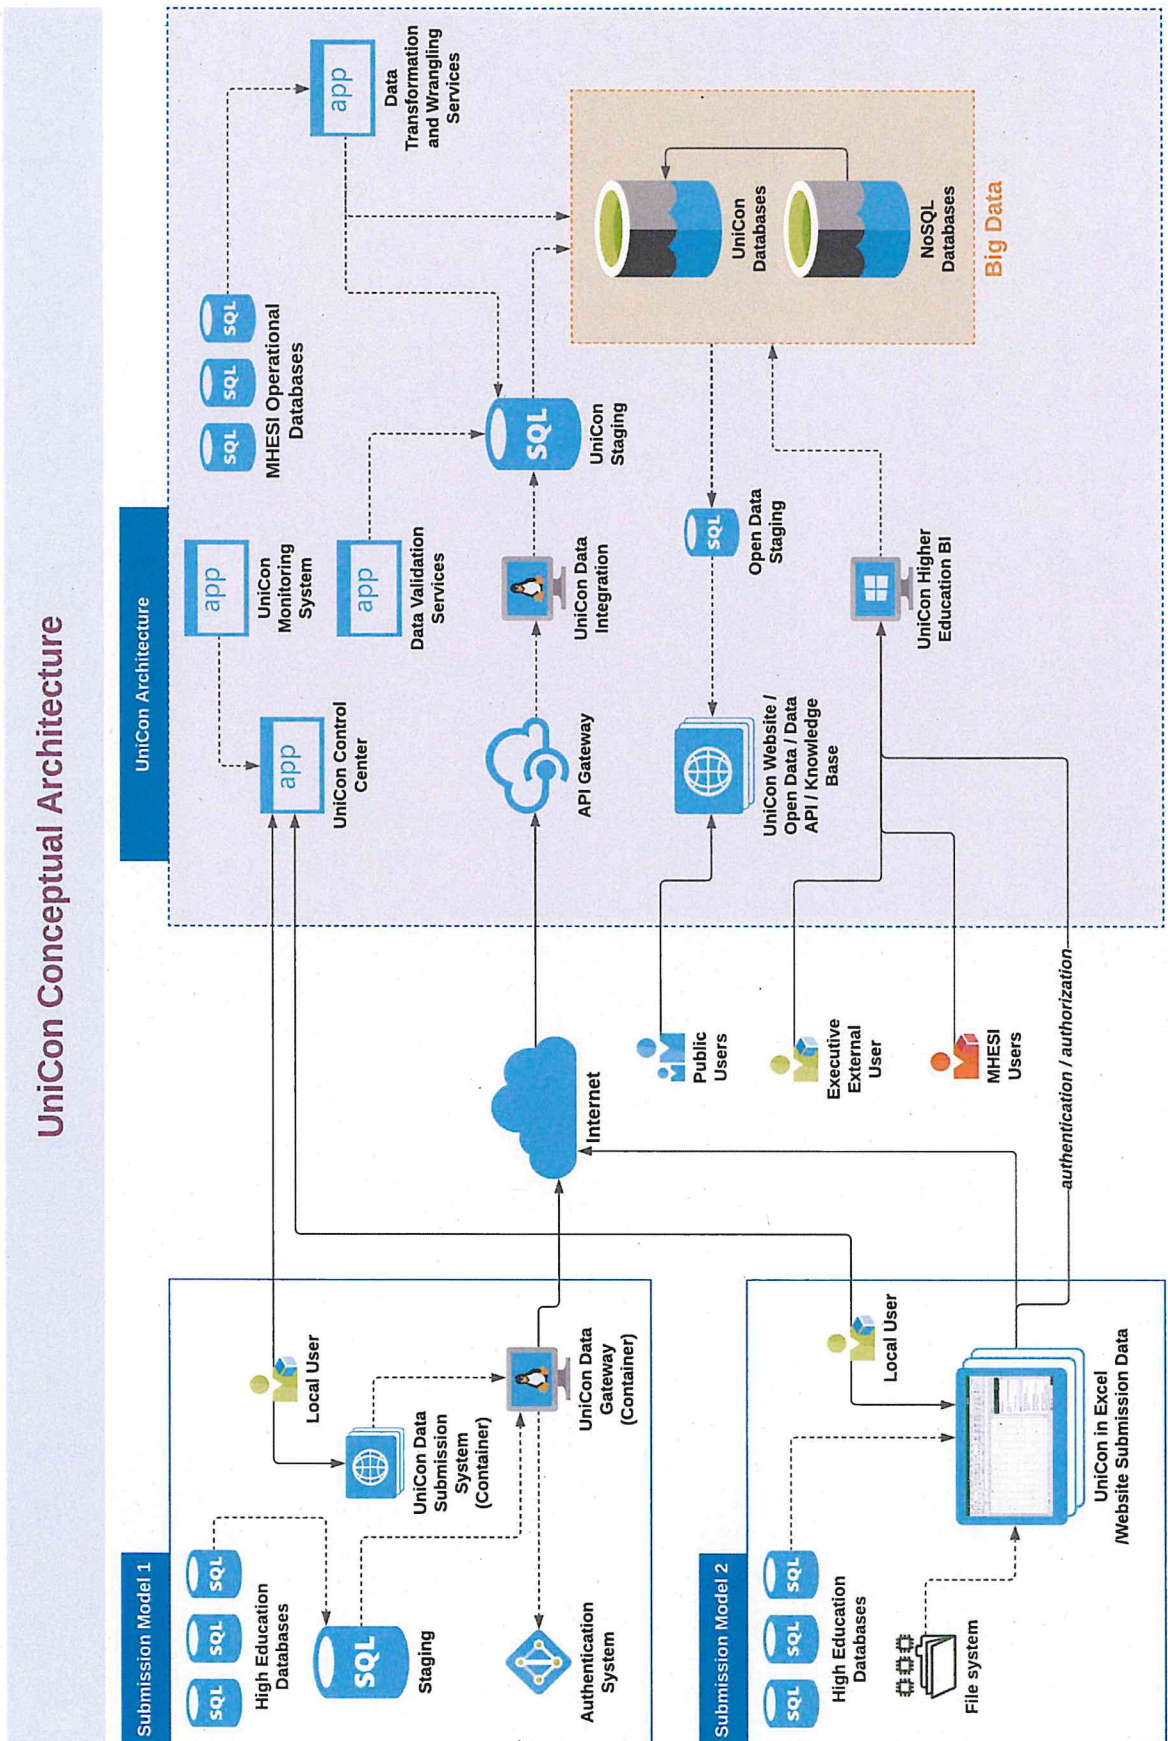 UniCon Conceptual Architecture
Submission Model 1
SQL
SQL
SQL
High Education
Databases
SQL
Staging
Authentication
System
Local User
UniCon Data
Submission
System
(Container)
UniCon Data
Gateway
(Container)
Submission Model 2
SQL
SQL
SQL
High Education
Databases
File system
Local User
UniCon in Excel
/Website Submission Data
Internet
Public
Users
Executive
External
User
MHESI
Users
authentication / authorization
UniCon Architecture
app
UniCon Control
Center
app
UniCon
Monitoring
System
SQL
SQL
SQL
MHESI Operational
Databases
app
Data
Transformation
and Wrangling
Services
app
Data Validation
Services
API Gateway
UniCon Data
Integration
SQL
UniCon
Staging
UniCon Website /
Open Data / Data
API / Knowledge
Base
SQL
Open Data
Staging
UniCon Higher
Education BI
UniCon
Databases
NoSQL
Databases
Big Data